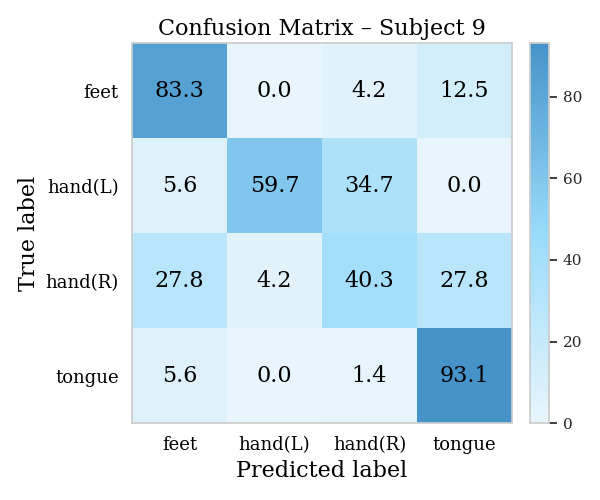 Confusion Matrix – Subject 9
True label
feet 83.3 0.0 4.2 12.5
hand(L) 5.6 59.7 34.7 0.0
hand(R) 27.8 4.2 40.3 27.8
tongue 5.6 0.0 1.4 93.1
feet hand(L) hand(R) tongue
Predicted label
80
60
40
20
0